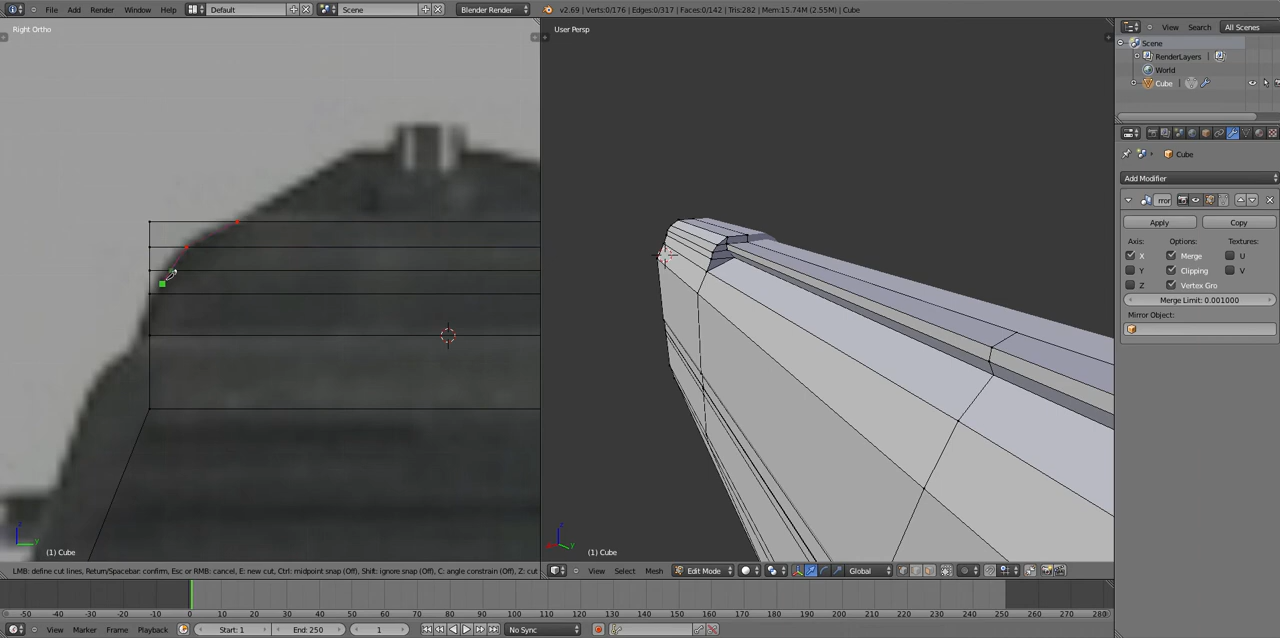 File Add Render Window Help Default Scene Blender Render v2.69 | Verts:0/176 | Edges:0/317 | Faces:0/142 | Tris:282 | Mem:15.74M (2.55M) | Cube
Right Ortho
User Persp
View Search All Scenes
Scene
RenderLayers
World
Cube
Cube
Add Modifier
rror
Apply Copy
Axis: Options: Textures:
X Merge U
Y Clipping V
Z Vertex Gro
Merge Limit: 0.001000
Mirror Object:
z
y
(1) Cube
z
y
(1) Cube
LMB: define cut lines, Return/Spacebar: confirm, Esc or RMB: cancel, E: new cut, Ctrl: midpoint snap (Off), Shift: ignore snap (Off), C: angle constrain (Off), Z: cut
View Select Mesh Edit Mode Global
-50 -40 -30 -20 -10 0 10 20 30 40 50 60 70 80 90 100 110 120 130 140 150 160 170 180 190 200 210 220 230 240 250 260 270 280
View Marker Frame Playback Start: 1 End: 250 1 No Sync